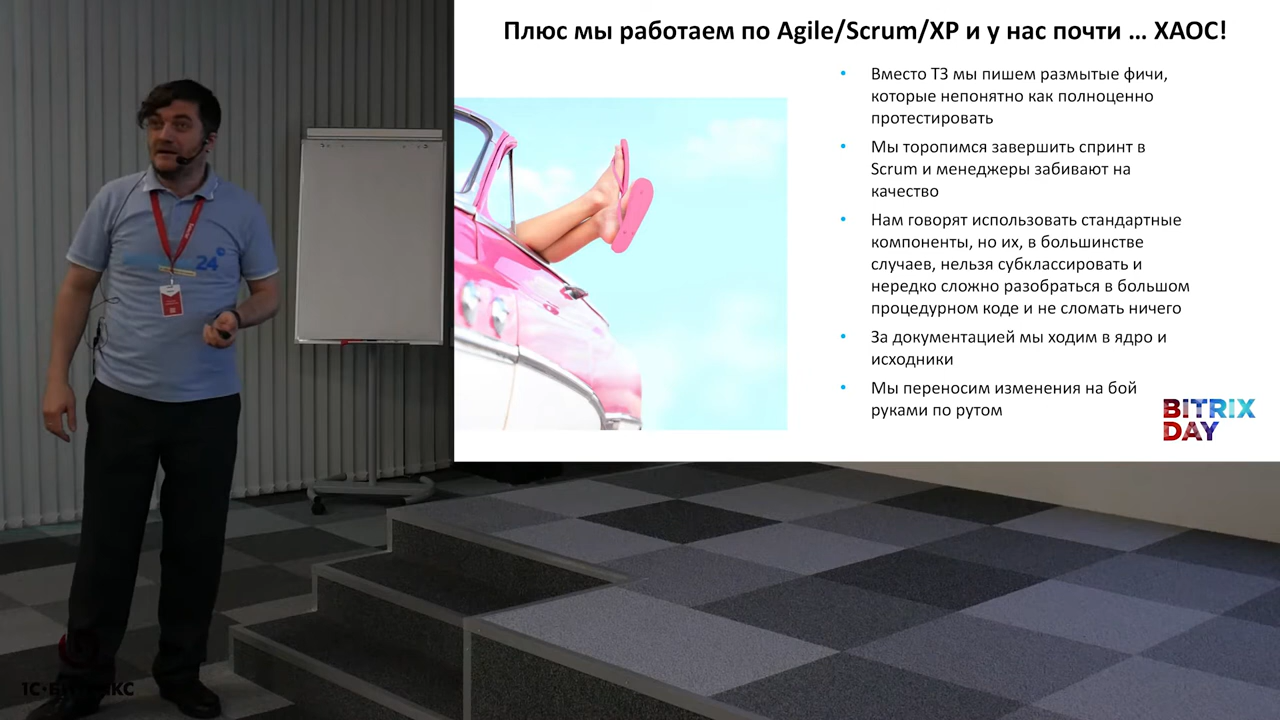 Плюс мы работаем по Agile/Scrum/XP и у нас почти ... ХАОС!
• Вместо ТЗ мы пишем размытые фичи,
которые непонятно как полноценно
протестировать
• Мы торопимся завершить спринт в
Scrum и менеджеры забивают на
качество
• Нам говорят использовать стандартные
компоненты, но их, в большинстве
случаев, нельзя субклассировать и
нередко сложно разобраться в большом
процедурном коде и не сломать ничего
• За документацией мы ходим в ядро и
исходники
• Мы переносим изменения на бой
руками по рутом
BITRIX
DAY
24